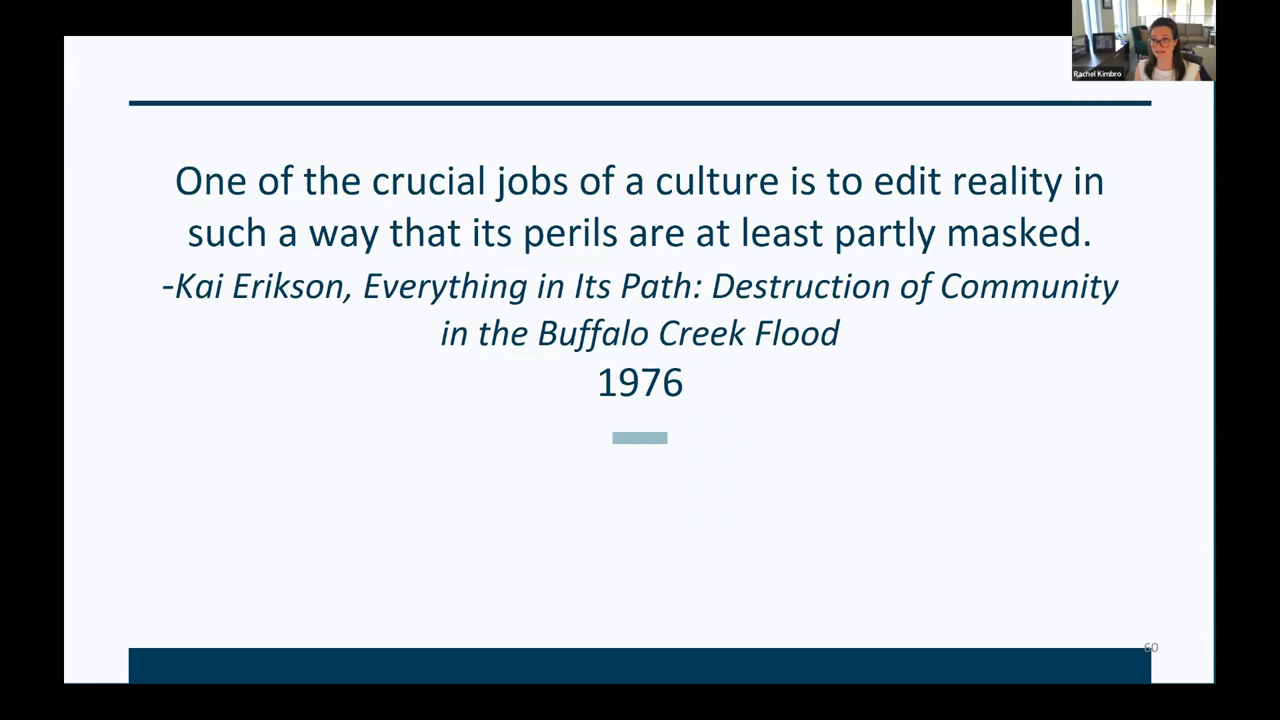 Rachel Kimbro
One of the crucial jobs of a culture is to edit reality in
such a way that its perils are at least partly masked.
-Kai Erikson, Everything in Its Path: Destruction of Community
in the Buffalo Creek Flood
1976
60